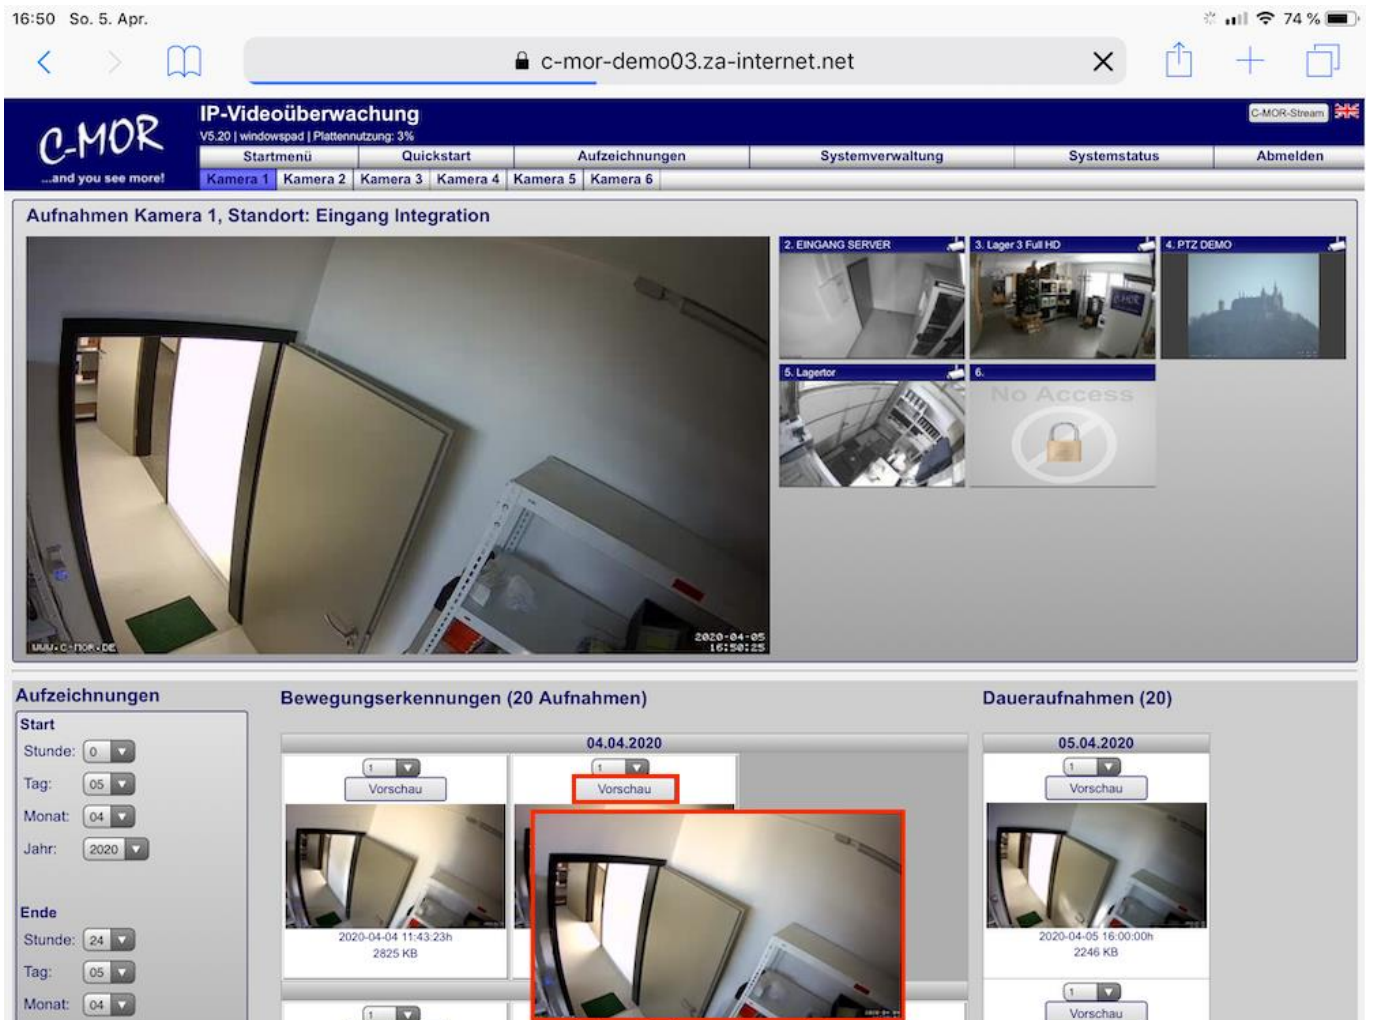 16:50 So. 5. Apr.
74 %
c-mor-demo03.za-internet.net
C-MOR
...and you see more!
IP-Videoüberwachung
V5.20 | windowspad | Plattennutzung: 3%
C-MOR-Stream
Startmenü Quickstart Aufzeichnungen Systemverwaltung Systemstatus Abmelden
Kamera 1 Kamera 2 Kamera 3 Kamera 4 Kamera 5 Kamera 6
Aufnahmen Kamera 1, Standort: Eingang Integration
2. EINGANG SERVER
3. Lager 3 Full HD
C-MOR
4. PTZ DEMO
5. Lagertor
6.
No Access
WWW.C-MOR.DE
2020-04-05
16:50:25
Aufzeichnungen
Start
Stunde: 0
Tag: 05
Monat: 04
Jahr: 2020
Ende
Stunde: 24
Tag: 05
Monat: 04
Bewegungserkennungen (20 Aufnahmen)
04.04.2020
1
Vorschau
2020-04-04 11:43:23h
2825 KB
1
Vorschau
1
Daueraufnahmen (20)
05.04.2020
1
Vorschau
2020-04-05 16:00:00h
2246 KB
1
Vorschau